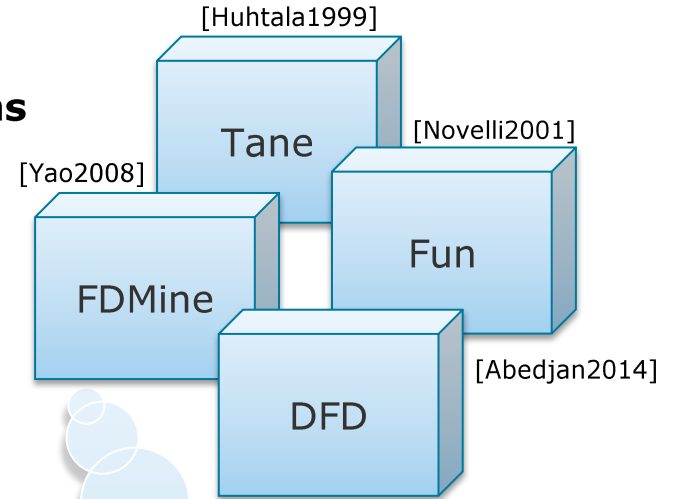 [Huhtala1999]
Tane
[Novelli2001]
[Yao2008]
Fun
FDMine
[Abedjan2014]
DFD